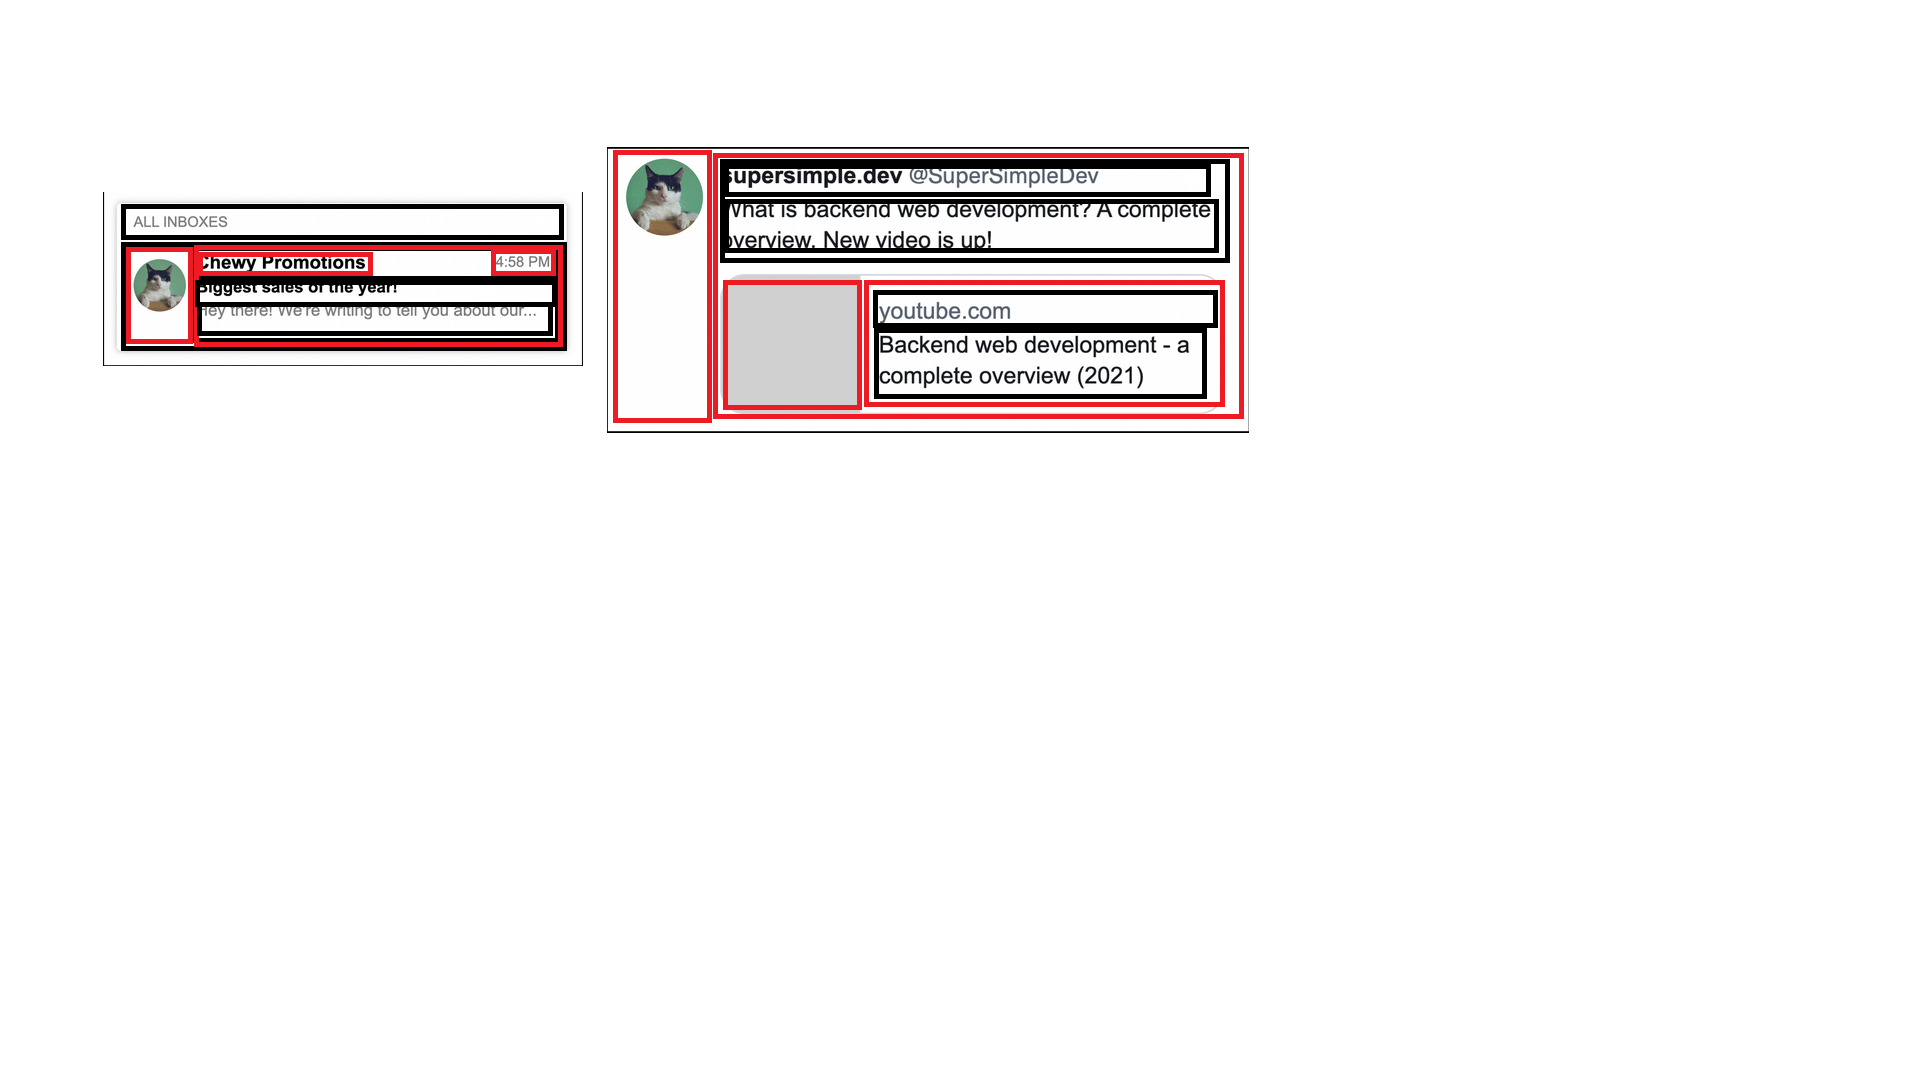 ALL INBOXES
Chewy Promotions 4:58 PM
Biggest sales of the year!
Hey there! We're writing to tell you about our...
supersimple.dev @SuperSimpleDev
What is backend web development? A complete
overview. New video is up!
youtube.com
Backend web development - a
complete overview (2021)